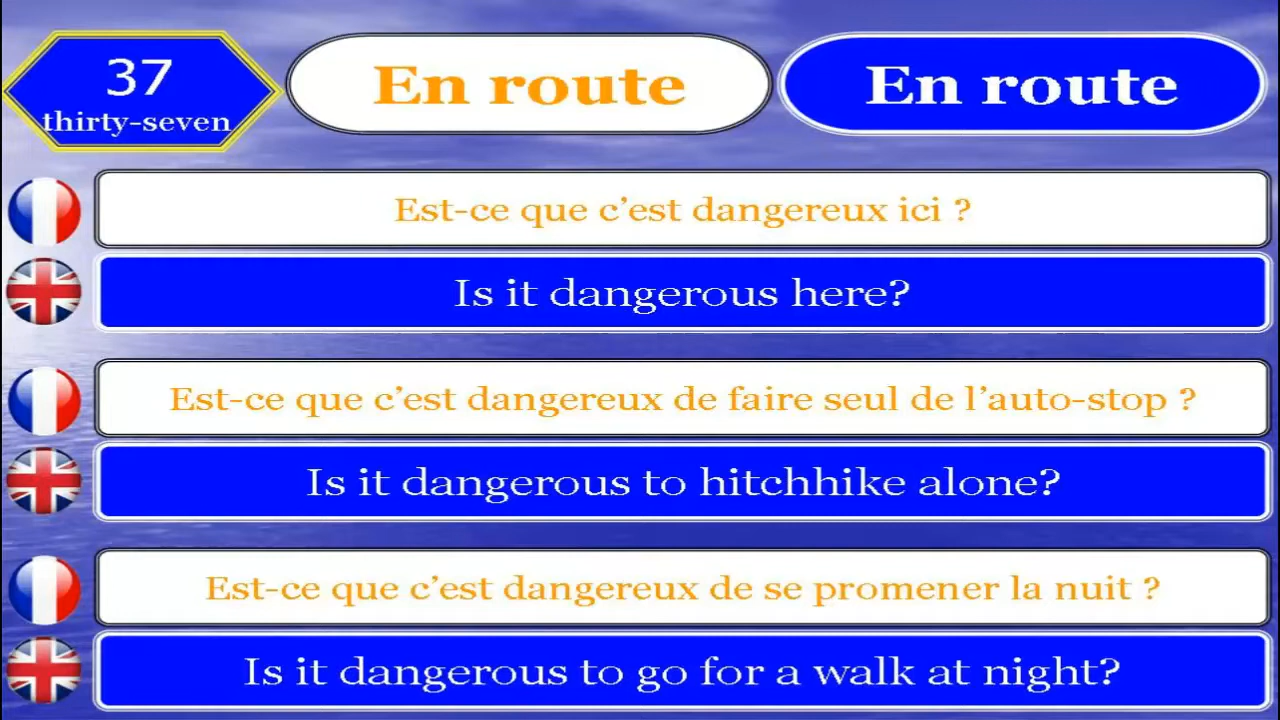 37
thirty-seven
En route
En route
Est-ce que c’est dangereux ici ?
Is it dangerous here?
Est-ce que c’est dangereux de faire seul de l’auto-stop ?
Is it dangerous to hitchhike alone?
Est-ce que c’est dangereux de se promener la nuit ?
Is it dangerous to go for a walk at night?